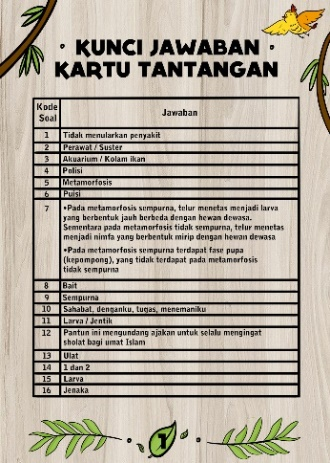 • KUNCI JAWABAN •
KARTU TANTANGAN
Kode Soal Jawaban
1 Tidak menularkan penyakit
2 Perawat / Suster
3 Akuarium / Kolam ikan
4 Polisi
5 Metamorfosis
6 Puisi
7 •Pada metamorfosis sempurna, telur menetas menjadi larva
yang berbentuk jauh berbeda dengan hewan dewasa.
Sementara pada metamorfosis tidak sempurna, telur menetas
menjadi nimfa yang berbentuk mirip dengan hewan dewasa
•Pada metamorfosis sempurna terdapat fase pupa
(kepompong), yang tidak terdapat pada metamorfosis
tidak sempurna
8 Bait
9 Sempurna
10 Sahabat, denganku, tugas, menemaniku
11 Larva / Jentik
12 Pantun ini mengundang ajakan untuk selalu mengingat
sholat bagi umat Islam
13 Ulat
14 1 dan 2
15 Larva
16 Jenaka
1